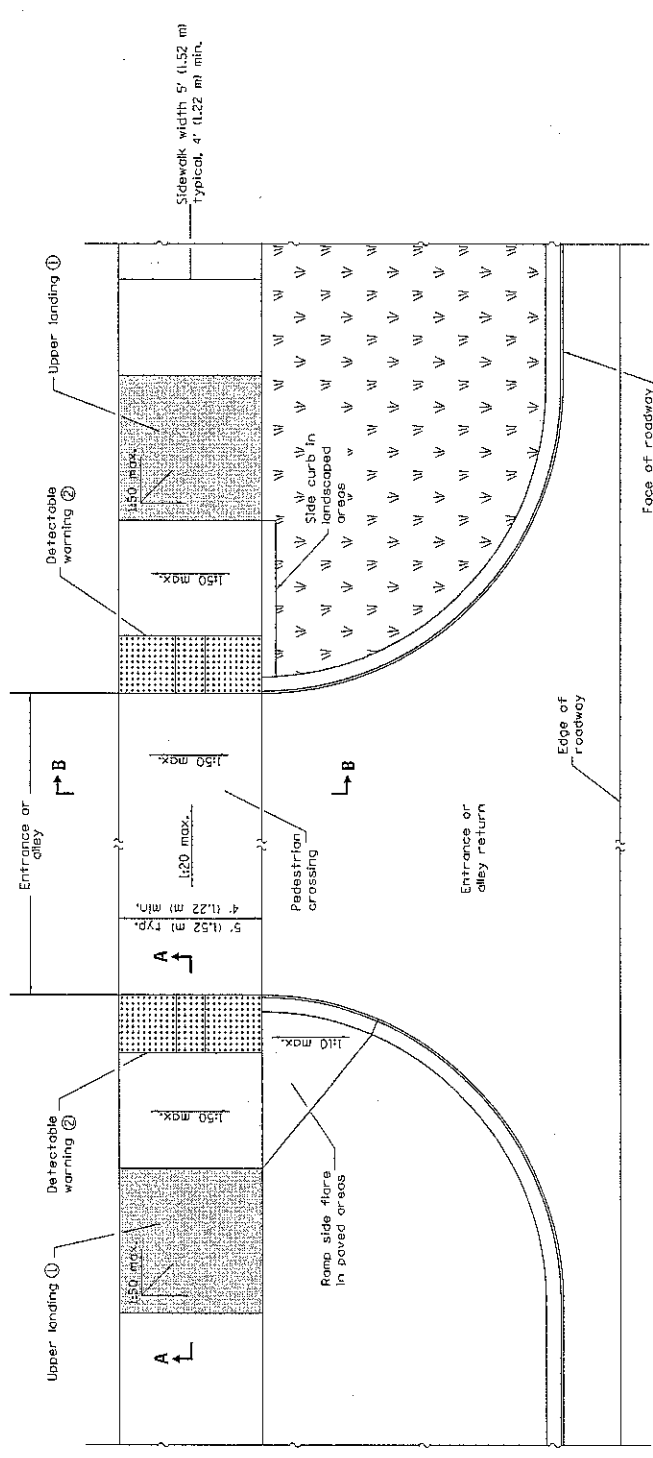 Entrance or
alley
Upper landing ①
1:50 max.
Detectable
warning ②
1:50 max.
A
A
5' (1.52 m) typ.
4' (1.22 m) min.
1:20 max.
1:50 max.
B
B
Detectable
warning ②
1:50 max.
Upper landing ①
1:50 max.
Sidewalk width 5' (1.52 m)
typical, 4' (1.22 m) min.
Ramp side flare
in paved areas
1:10 max.
Pedestrian
crossing
Side curb in
landscaped
areas
Entrance or
alley return
Edge of
roadway
Face of roadway